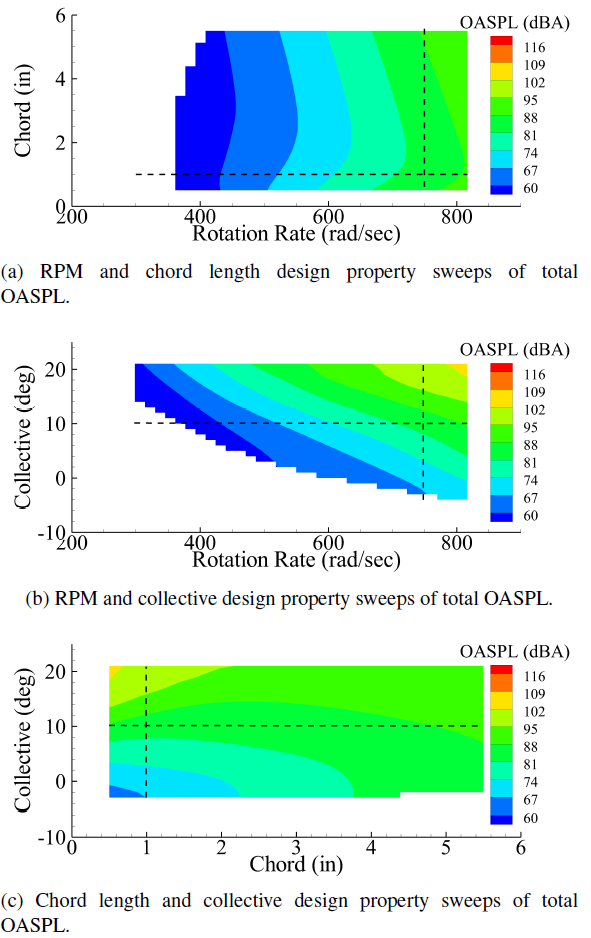 OASPL (dBA)
6
4
2
0
Chord (in)
116
109
102
95
88
81
74
67
60
200 400 600 800
Rotation Rate (rad/sec)
(a) RPM and chord length design property sweeps of total
OASPL.
OASPL (dBA)
20
10
0
-10
Collective (deg)
116
109
102
95
88
81
74
67
60
200 400 600 800
Rotation Rate (rad/sec)
(b) RPM and collective design property sweeps of total OASPL.
OASPL (dBA)
20
10
0
-10
Collective (deg)
116
109
102
95
88
81
74
67
60
0 1 2 3 4 5 6
Chord (in)
(c) Chord length and collective design property sweeps of total
OASPL.